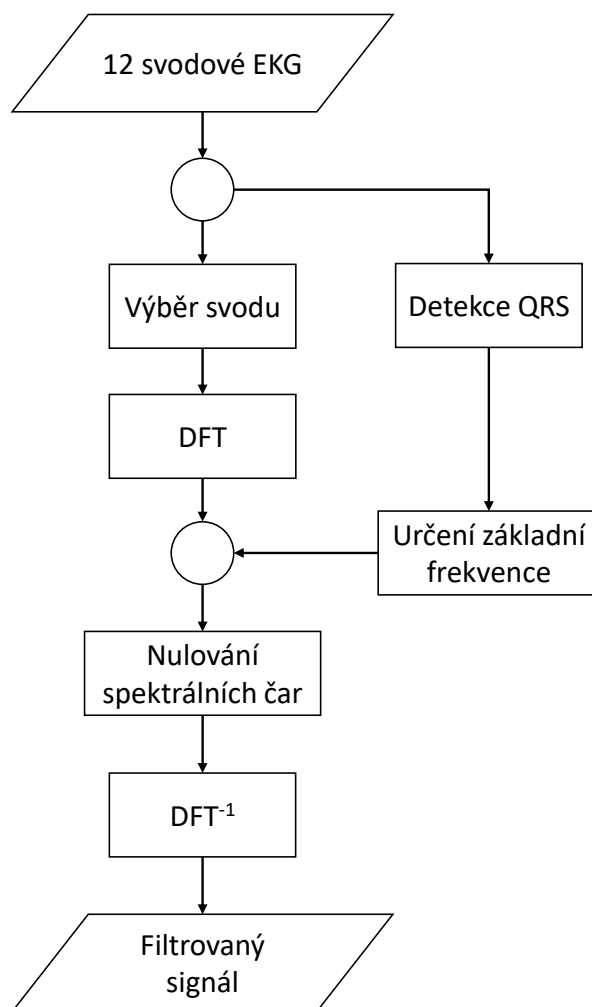 12 svodové EKG
Výběr svodu
Detekce QRS
DFT
Určení základní
frekvence
Nulování
spektrálních čar
DFT-1
Filtrovaný
signál